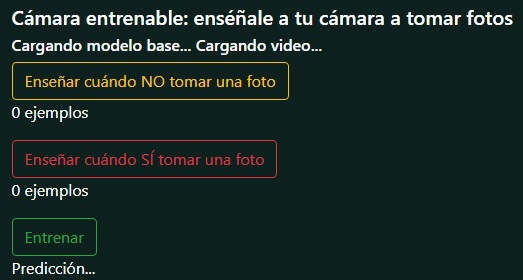 Cámara entrenable: enséñale a tu cámara a tomar fotos
Cargando modelo base... Cargando video...
Enseñar cuándo NO tomar una foto
0 ejemplos
Enseñar cuándo SÍ tomar una foto
0 ejemplos
Entrenar
Predicción...